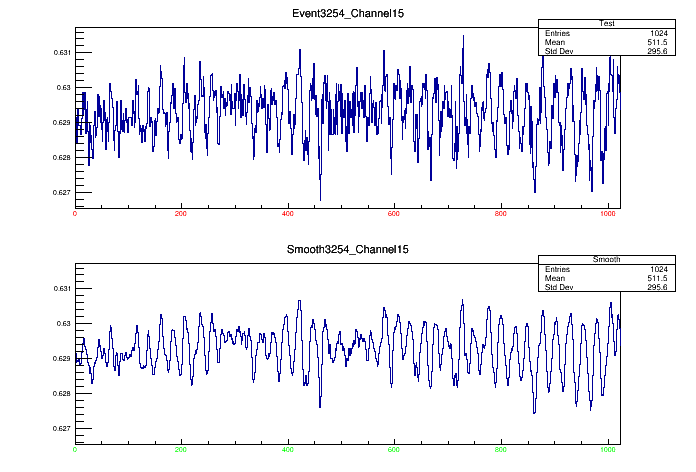 Event3254_Channel15
Test
Entries 1024
Mean 511.5
Std Dev 295.6
0.631
0.63
0.629
0.628
0.627
0 200 400 600 800 1000
Smooth3254_Channel15
Smooth
Entries 1024
Mean 511.5
Std Dev 295.6
0.631
0.63
0.629
0.628
0.627
0 200 400 600 800 1000